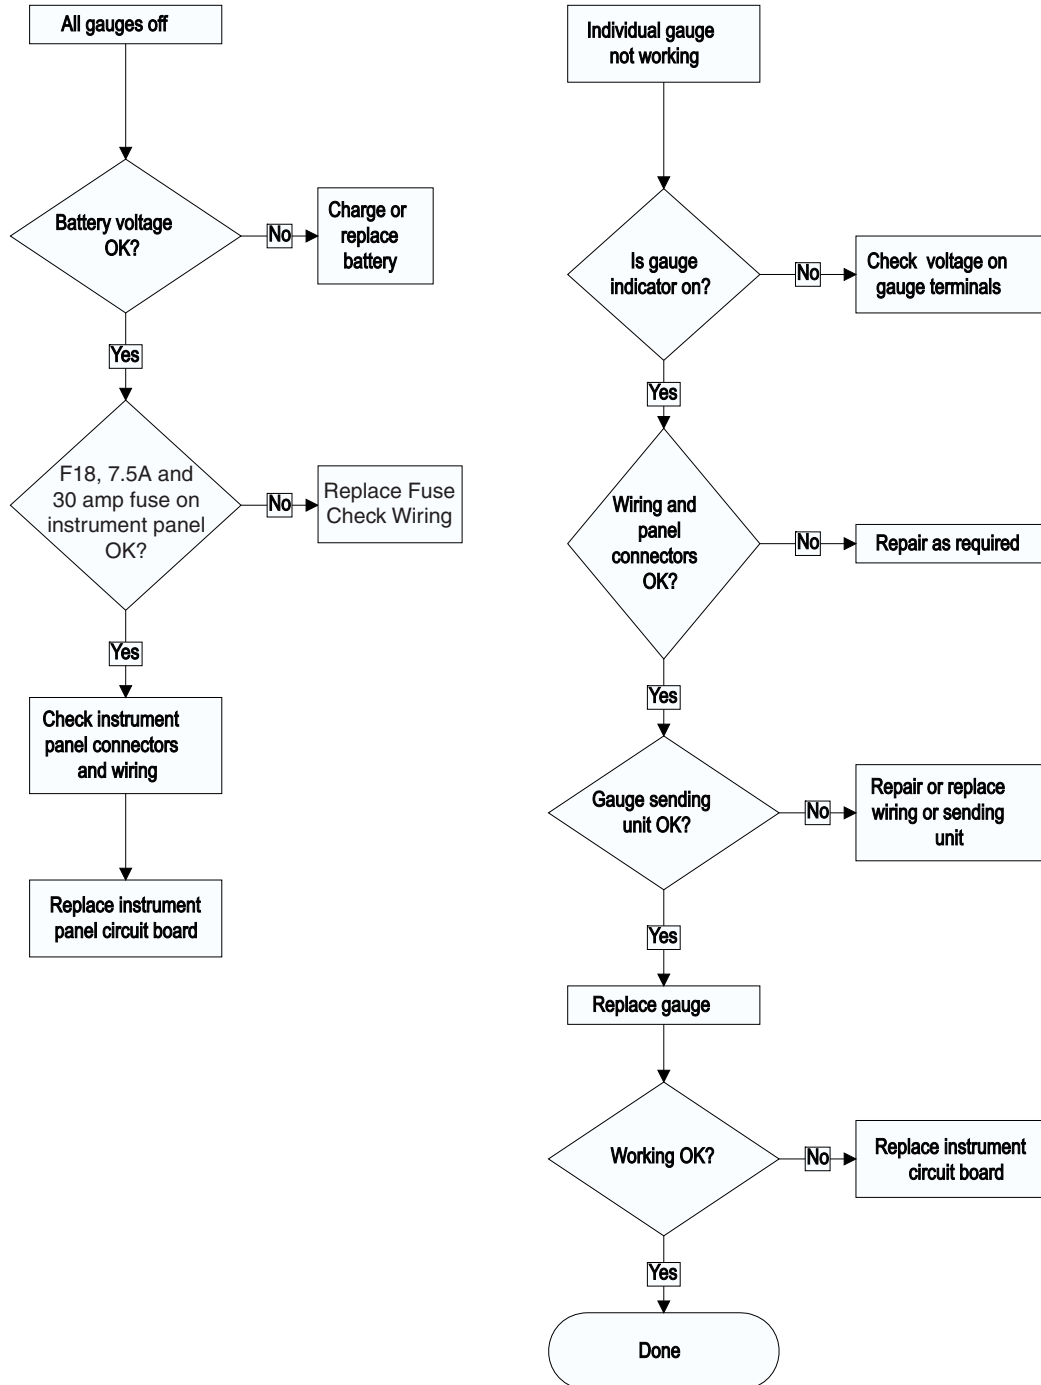 All gauges off
Battery voltage
OK?
No
Charge or
replace
battery
Yes
F18, 7.5A and
30 amp fuse on
instrument panel
OK?
No
Replace Fuse
Check Wiring
Yes
Check instrument
panel connectors
and wiring
Replace instrument
panel circuit board
Individual gauge
not working
Is gauge
indicator on?
No
Check voltage on
gauge terminals
Yes
Wiring and
panel
connectors
OK?
No
Repair as required
Yes
Gauge sending
unit OK?
No
Repair or replace
wiring or sending
unit
Yes
Replace gauge
Working OK?
No
Replace instrument
circuit board
Yes
Done